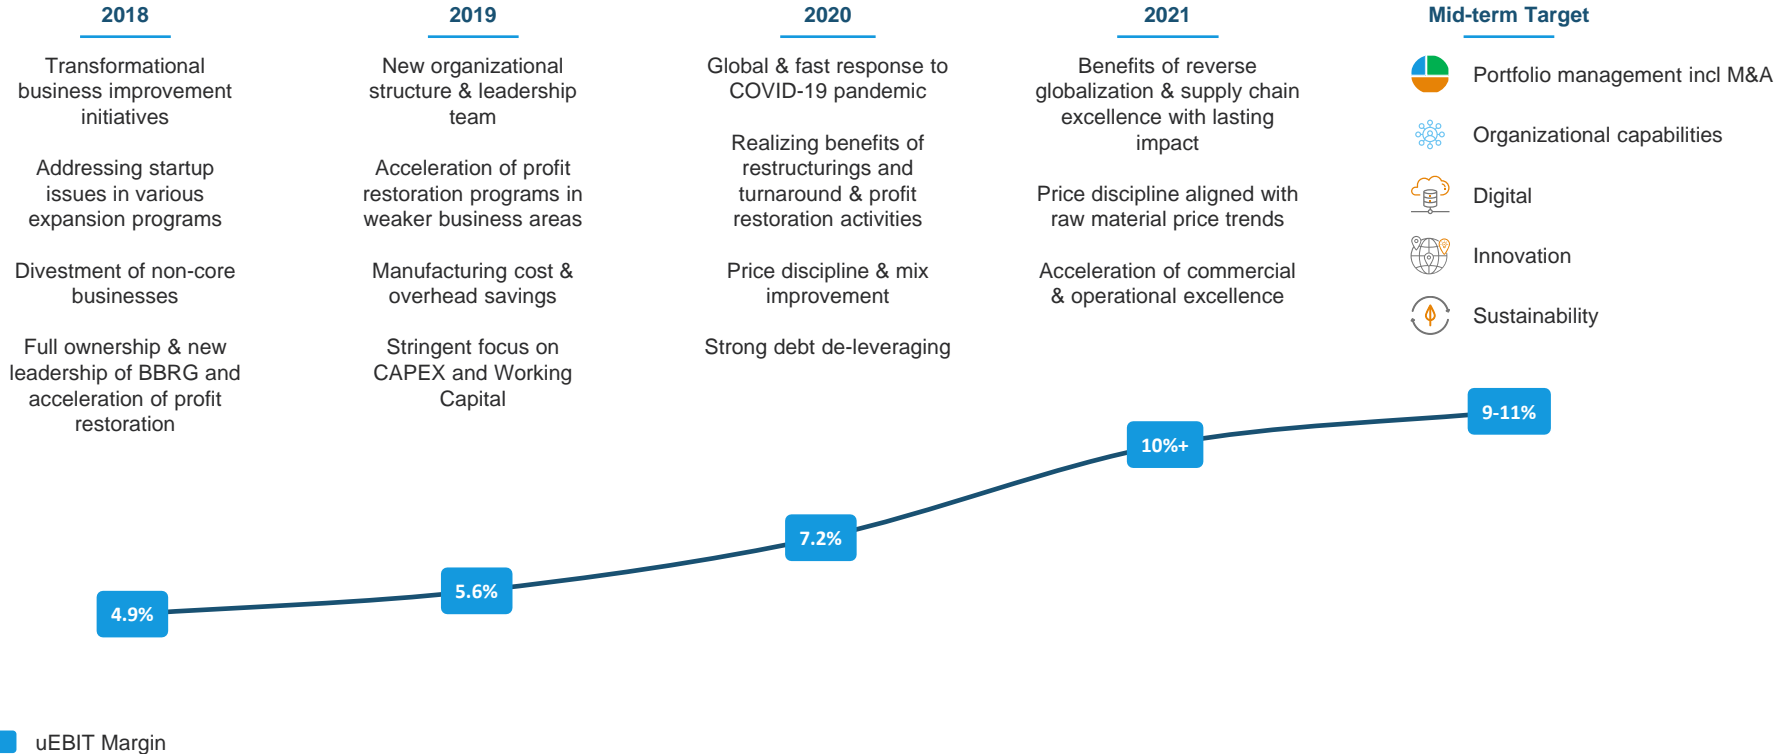 2018
Transformational
business improvement
initiatives
Addressing startup
issues in various
expansion programs
Divestment of non-core
businesses
Full ownership & new
leadership of BBRG and
acceleration of profit
restoration
2019
New organizational
structure & leadership
team
Acceleration of profit
restoration programs in
weaker business areas
Manufacturing cost &
overhead savings
Stringent focus on
CAPEX and Working
Capital
2020
Global & fast response to
COVID-19 pandemic
Realizing benefits of
restructurings and
turnaround & profit
restoration activities
Price discipline & mix
improvement
Strong debt de-leveraging
2021
Benefits of reverse
globalization & supply chain
excellence with lasting
impact
Price discipline aligned with
raw material price trends
Acceleration of commercial
& operational excellence
Mid-term Target
Portfolio management incl M&A
Organizational capabilities
Digital
Innovation
Sustainability
4.9%
5.6%
7.2%
10%+
9-11%
uEBIT Margin